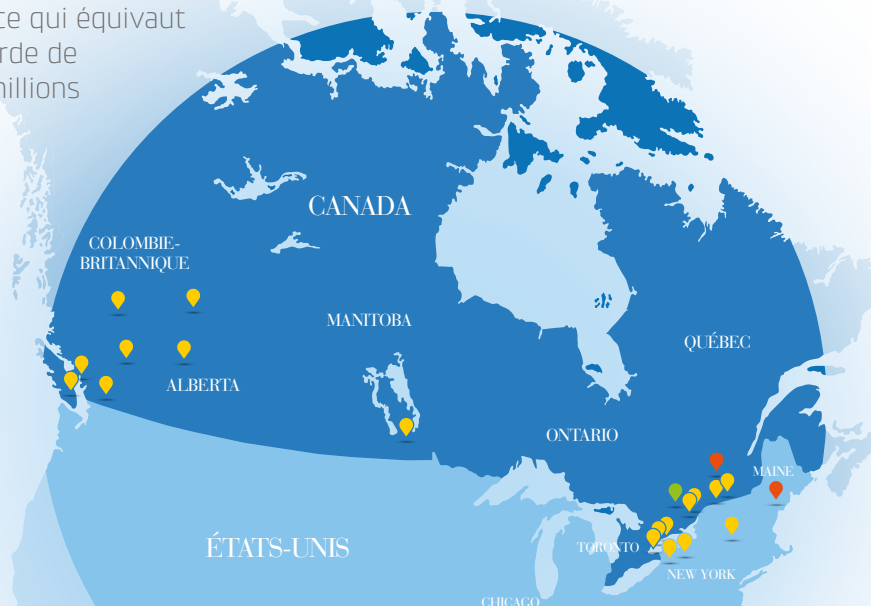 ce qui équivaut
rde de
millions
CANADA
COLOMBIE-
BRITANNIQUE
MANITOBA
QUÉBEC
ALBERTA
ONTARIO
MAINE
ÉTATS-UNIS
TORONTO
NEW YORK
CHICAGO